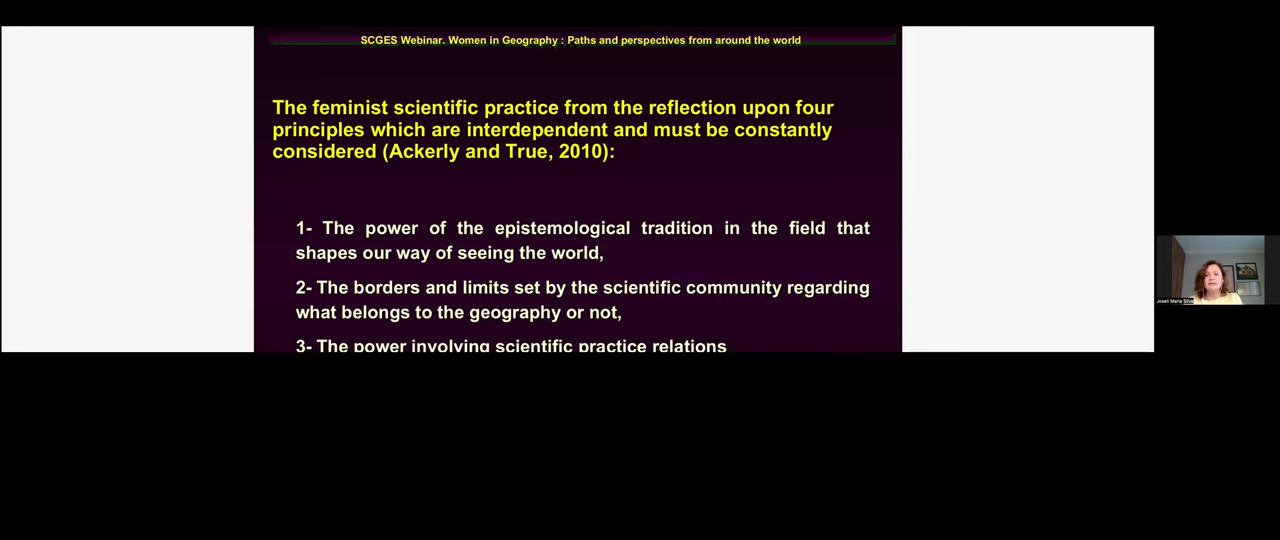 SCGES Webinar. Women in Geography : Paths and perspectives from around the world
The feminist scientific practice from the reflection upon four
principles which are interdependent and must be constantly
considered (Ackerly and True, 2010):
1- The power of the epistemological tradition in the field that
shapes our way of seeing the world,
2- The borders and limits set by the scientific community regarding
what belongs to the geography or not,
3- The power involving scientific practice relations
Joseli Maria Silva